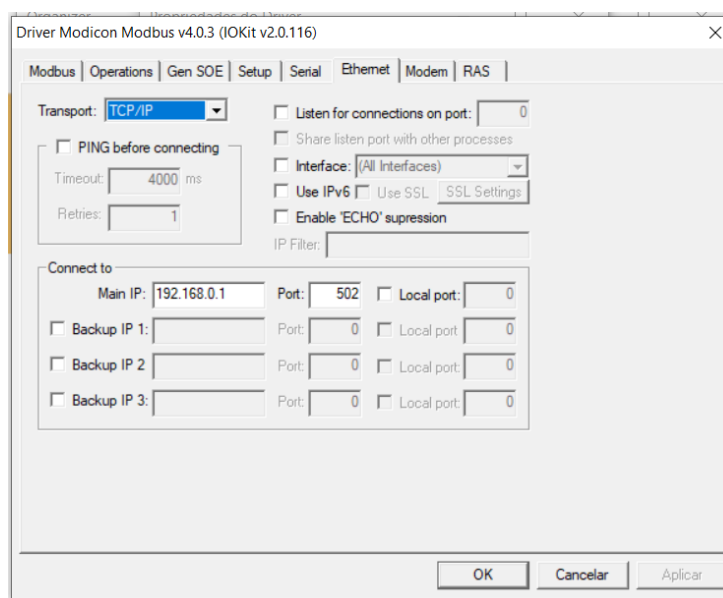 Organizer Propriedades do Driver
Driver Modicon Modbus v4.0.3 (IOKit v2.0.116)
Modbus Operations Gen SOE Setup Serial Ethernet Modem RAS
Transport: TCP/IP
PING before connecting
Timeout: 4000 ms
Retries: 1
Listen for connections on port: 0
Share listen port with other processes
Interface: (All Interfaces)
Use IPv6 Use SSL SSL Settings
Enable 'ECHO' supression
IP Filter:
Connect to
Main IP: 192.168.0.1 Port: 502 Local port: 0
Backup IP 1: Port: 0 Local port 0
Backup IP 2 Port: 0 Local port: 0
Backup IP 3: Port: 0 Local port: 0
OK Cancelar Aplicar